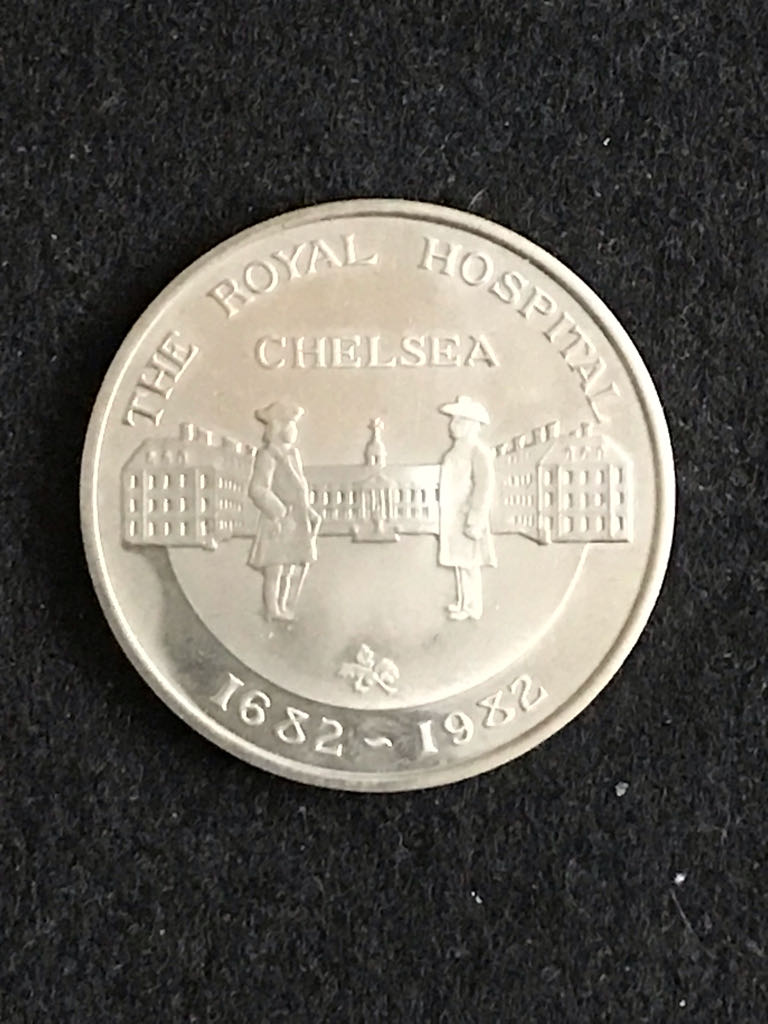 THE ROYAL HOSPITAL
CHELSEA
1682~1982